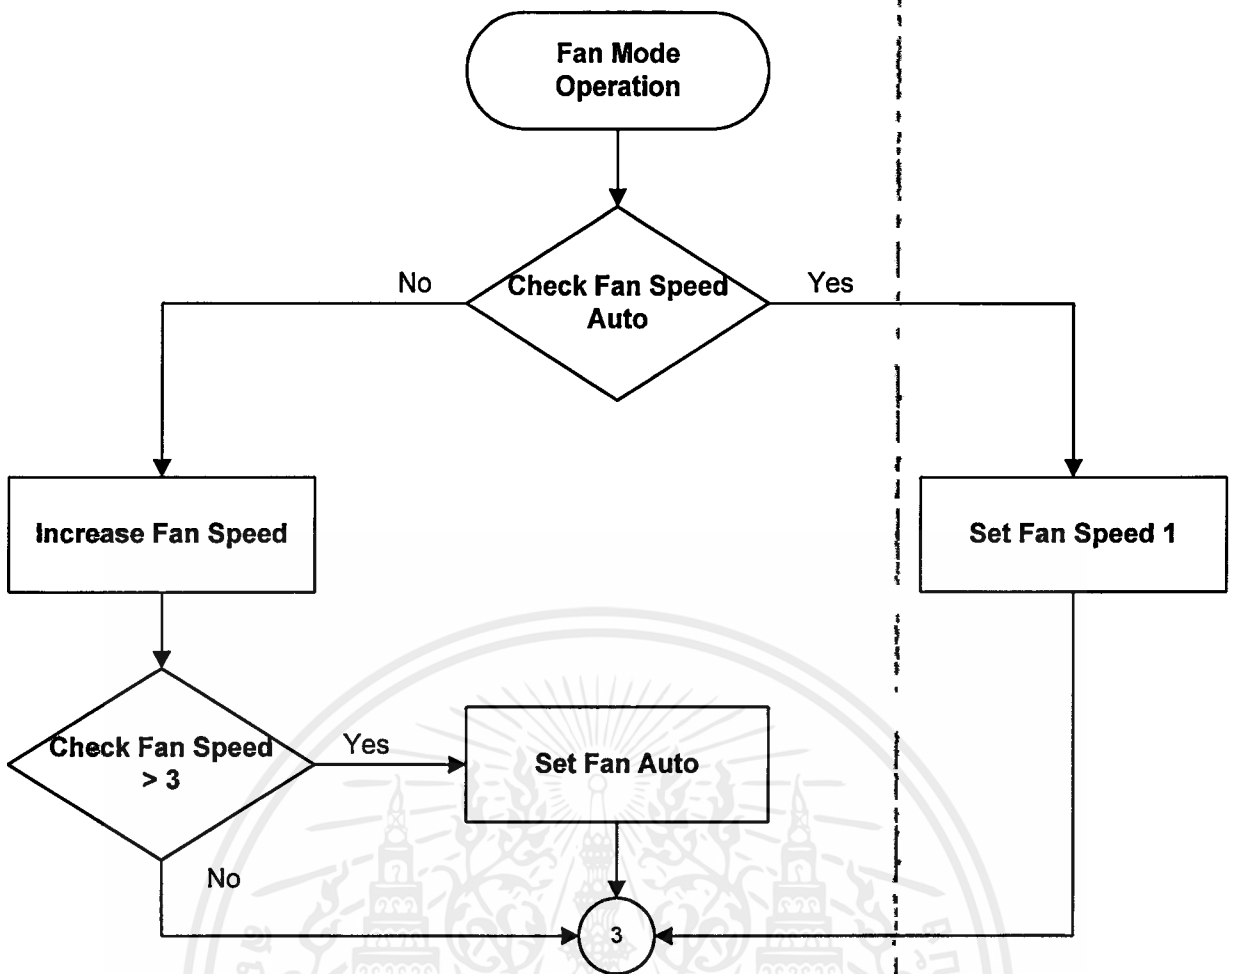 Fan Mode
Operation
Check Fan Speed
Auto
No
Yes
Increase Fan Speed
Set Fan Speed 1
Check Fan Speed
> 3
Yes
Set Fan Auto
No
3